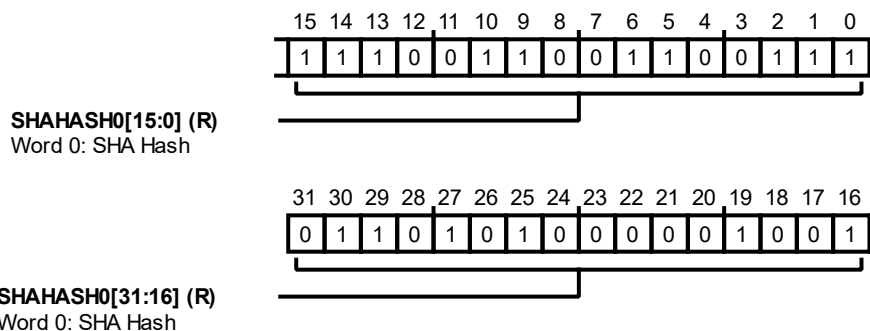 15 14 13 12 11 10 9 8 7 6 5 4 3 2 1 0
1 1 1 0 0 1 1 0 0 1 1 0 0 1 1 1
SHAHASH0[15:0] (R)
Word 0: SHA Hash
31 30 29 28 27 26 25 24 23 22 21 20 19 18 17 16
0 1 1 0 1 0 1 0 0 0 0 0 1 0 0 1
SHAHASH0[31:16] (R)
Word 0: SHA Hash